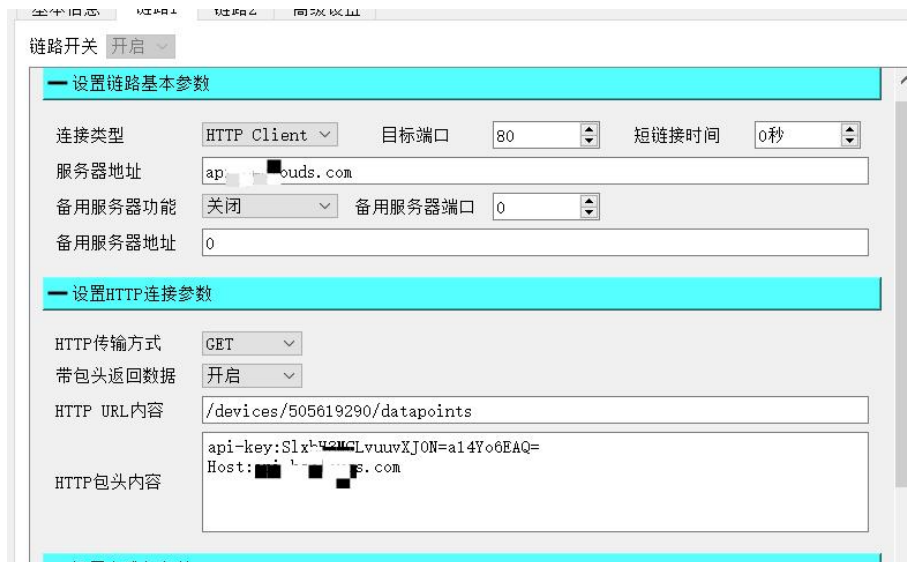 链路开关 开启
设置链路基本参数
连接类型 HTTP Client 目标端口 80 短链接时间 0秒
服务器地址 ouds.com
备用服务器功能 关闭 备用服务器端口 0
备用服务器地址 0
设置HTTP连接参数
HTTP传输方式 GET
带包头返回数据 开启
HTTP URL内容 /devices/505619290/datapoints
HTTP包头内容
Host: s.com